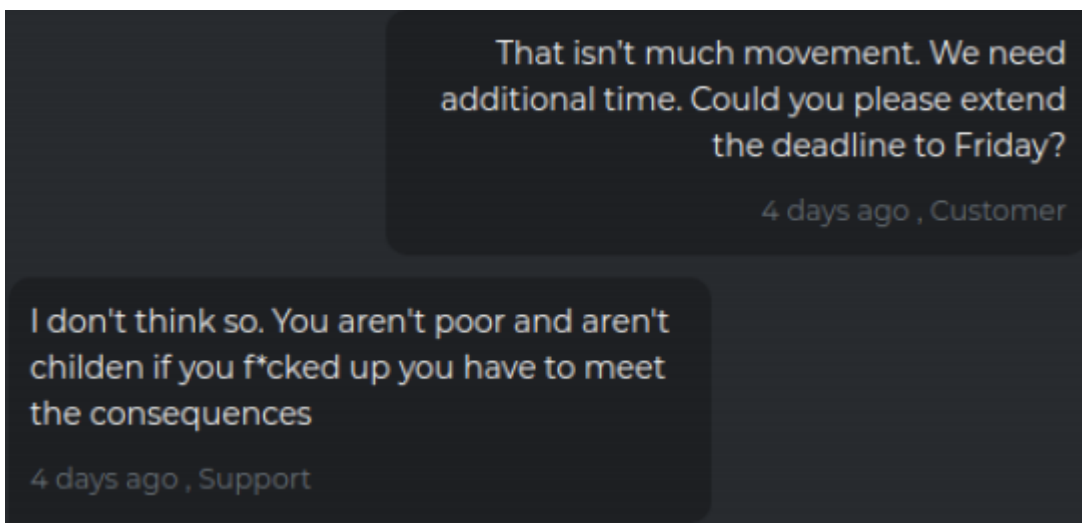 That isn't much movement. We need
additional time. Could you please extend
the deadline to Friday?
4 days ago , Customer
I don't think so. You aren't poor and aren't
childen if you f*cked up you have to meet
the consequences
4 days ago , Support